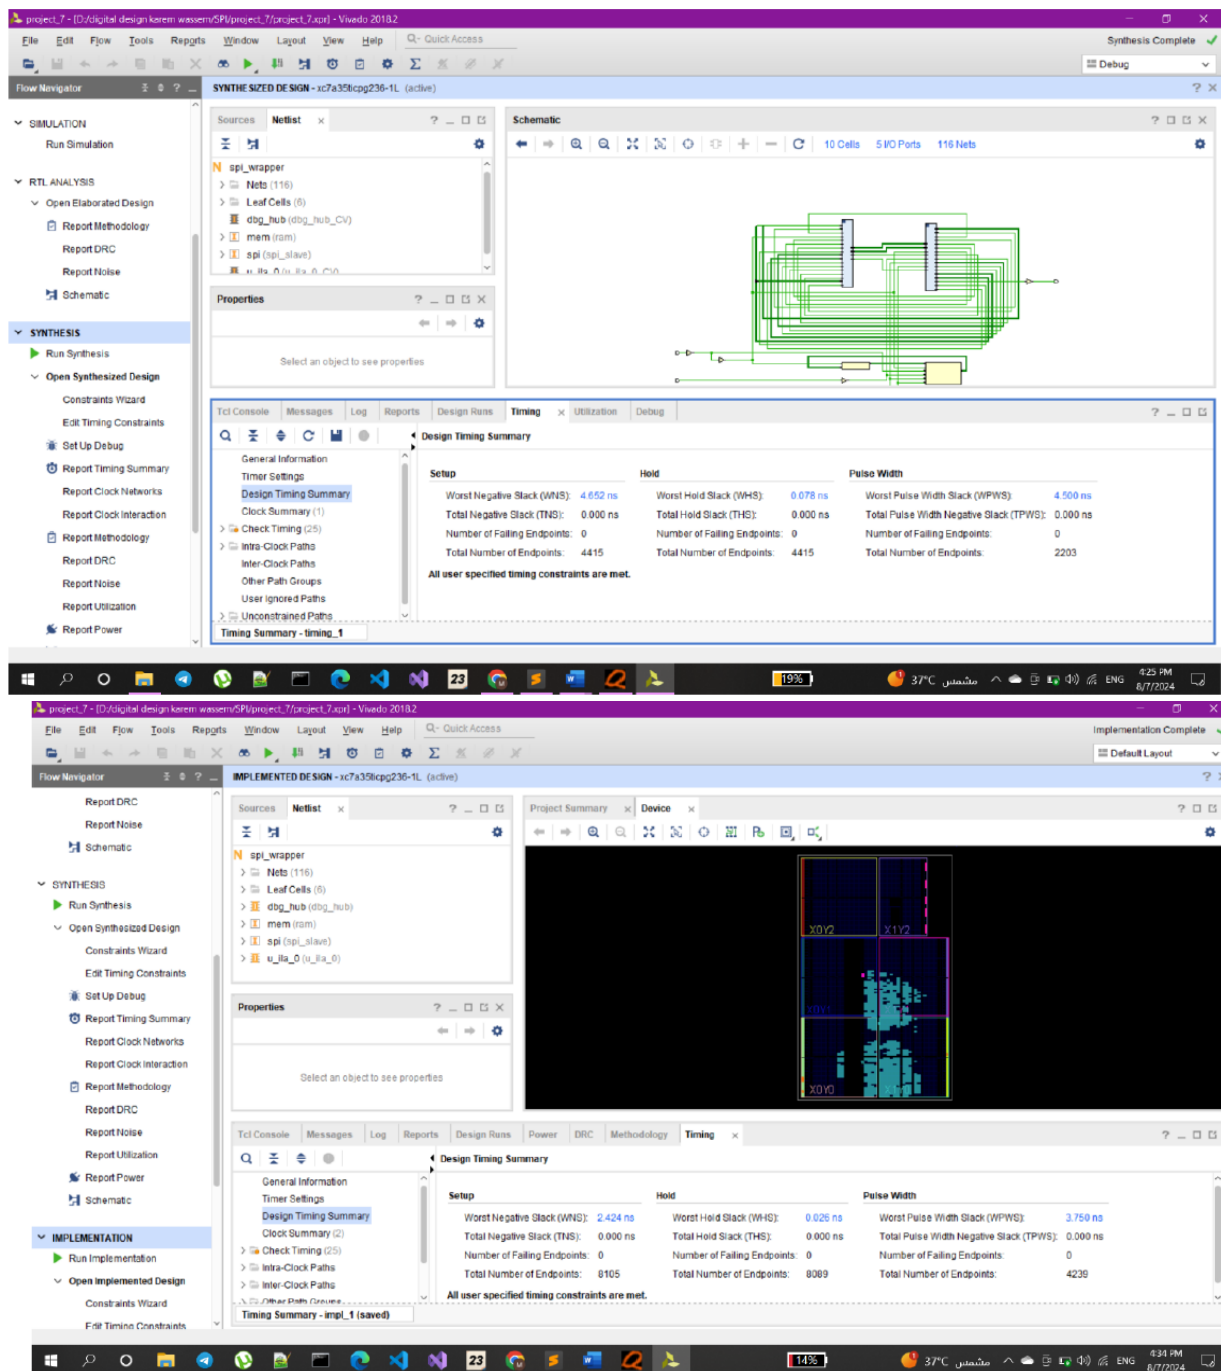 project_7 - [D:/digital design karem wassem/SPI/project_7/project_7.xpr] - Vivado 2018.2
File Edit Flow Tools Reports Window Layout View Help Quick Access
Synthesis Complete
Debug
Flow Navigator
SYNTHESIZED DESIGN - xc7a35ticpg236-1L (active)
SIMULATION
Run Simulation
RTL ANALYSIS
Open Elaborated Design
Report Methodology
Report DRC
Report Noise
Schematic
SYNTHESIS
Run Synthesis
Open Synthesized Design
Constraints Wizard
Edit Timing Constraints
Set Up Debug
Report Timing Summary
Report Clock Networks
Report Clock Interaction
Report Methodology
Report DRC
Report Noise
Report Utilization
Report Power
Sources Netlist
spi_wrapper
Nets (116)
Leaf Cells (6)
dbg_hub (dbg_hub_CV)
mem (ram)
spi (spi_slave)
u_ila_0 (u_ila_0_CV)
Properties
Select an object to see properties
Schematic
10 Cells 5 I/O Ports 116 Nets
Tcl Console Messages Log Reports Design Runs Timing Utilization Debug
Design Timing Summary
General Information
Timer Settings
Design Timing Summary
Clock Summary (1)
Check Timing (25)
Intra-Clock Paths
Inter-Clock Paths
Other Path Groups
User Ignored Paths
Unconstrained Paths
Setup Hold Pulse Width
Worst Negative Slack (WNS): 4.652 ns Worst Hold Slack (WHS): 0.078 ns Worst Pulse Width Slack (WPWS): 4.500 ns
Total Negative Slack (TNS): 0.000 ns Total Hold Slack (THS): 0.000 ns Total Pulse Width Negative Slack (TPWS): 0.000 ns
Number of Failing Endpoints: 0 Number of Failing Endpoints: 0 Number of Failing Endpoints: 0
Total Number of Endpoints: 4415 Total Number of Endpoints: 4415 Total Number of Endpoints: 2203
All user specified timing constraints are met.
Timing Summary - timing_1
23 19% 37°C مشمس ENG 4:25 PM
8/7/2024
project_7 - [D:/digital design karem wassem/SPI/project_7/project_7.xpr] - Vivado 2018.2
File Edit Flow Tools Reports Window Layout View Help Quick Access
Implementation Complete
Default Layout
Flow Navigator
IMPLEMENTED DESIGN - xc7a35ticpg236-1L (active)
Report DRC
Report Noise
Schematic
SYNTHESIS
Run Synthesis
Open Synthesized Design
Constraints Wizard
Edit Timing Constraints
Set Up Debug
Report Timing Summary
Report Clock Networks
Report Clock Interaction
Report Methodology
Report DRC
Report Noise
Report Utilization
Report Power
Schematic
IMPLEMENTATION
Run Implementation
Open Implemented Design
Constraints Wizard
Edit Timing Constraints
Sources Netlist
spi_wrapper
Nets (116)
Leaf Cells (6)
dbg_hub (dbg_hub)
mem (ram)
spi (spi_slave)
u_ila_0 (u_ila_0)
Properties
Select an object to see properties
Project Summary Device
X0Y2 X1Y2
X0Y1
X0Y0
Tcl Console Messages Log Reports Design Runs Power DRC Methodology Timing
Design Timing Summary
General Information
Timer Settings
Design Timing Summary
Clock Summary (2)
Check Timing (25)
Intra-Clock Paths
Inter-Clock Paths
Other Path Groups
Setup Hold Pulse Width
Worst Negative Slack (WNS): 2.424 ns Worst Hold Slack (WHS): 0.026 ns Worst Pulse Width Slack (WPWS): 3.750 ns
Total Negative Slack (TNS): 0.000 ns Total Hold Slack (THS): 0.000 ns Total Pulse Width Negative Slack (TPWS): 0.000 ns
Number of Failing Endpoints: 0 Number of Failing Endpoints: 0 Number of Failing Endpoints: 0
Total Number of Endpoints: 8105 Total Number of Endpoints: 8089 Total Number of Endpoints: 4239
All user specified timing constraints are met.
Timing Summary - impl_1 (saved)
23 14% 37°C مشمس ENG 4:34 PM
8/7/2024